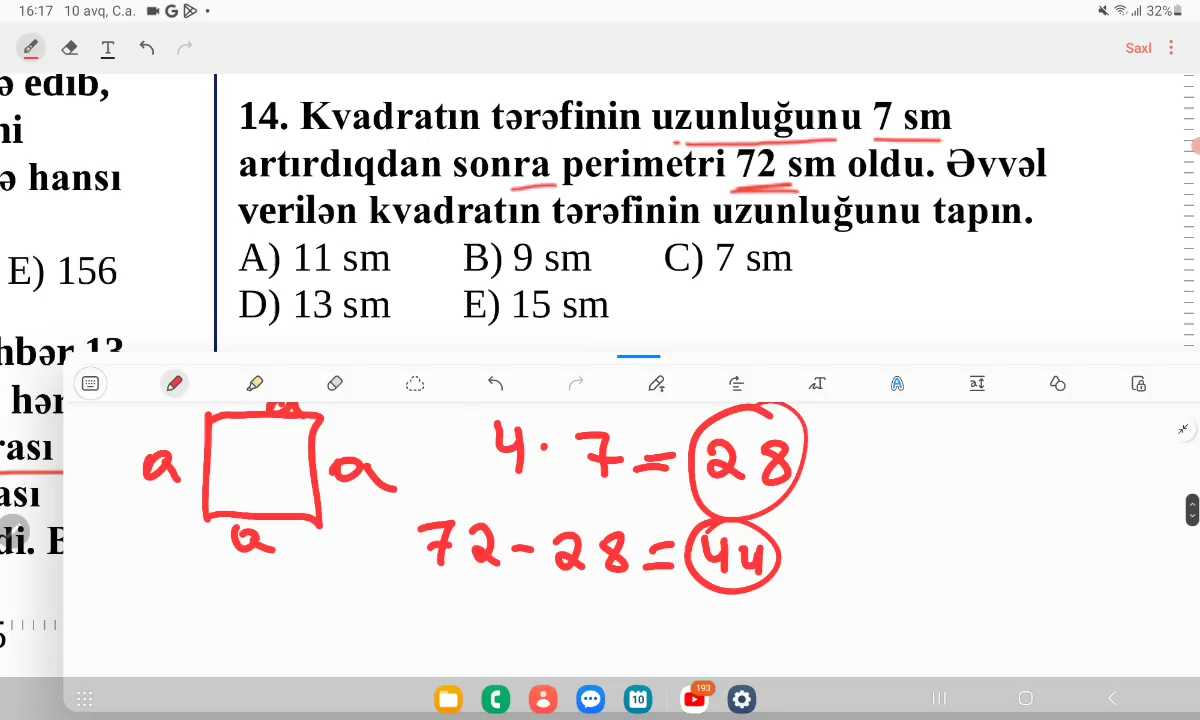 16:17 10 avq, C.a.
32%
T
Saxl
ə edib,
ni
ə hansı
E) 156
hbər 13
hər
rası
ası
di. B
14. Kvadratın tərəfinin uzunluğunu 7 sm
artırdıqdan sonra perimetri 72 sm oldu. Əvvəl
verilən kvadratın tərəfinin uzunluğunu tapın.
A) 11 sm B) 9 sm C) 7 sm
D) 13 sm E) 15 sm
a a 4 · 7 = 28
a 72 - 28 = 44
5
10
193